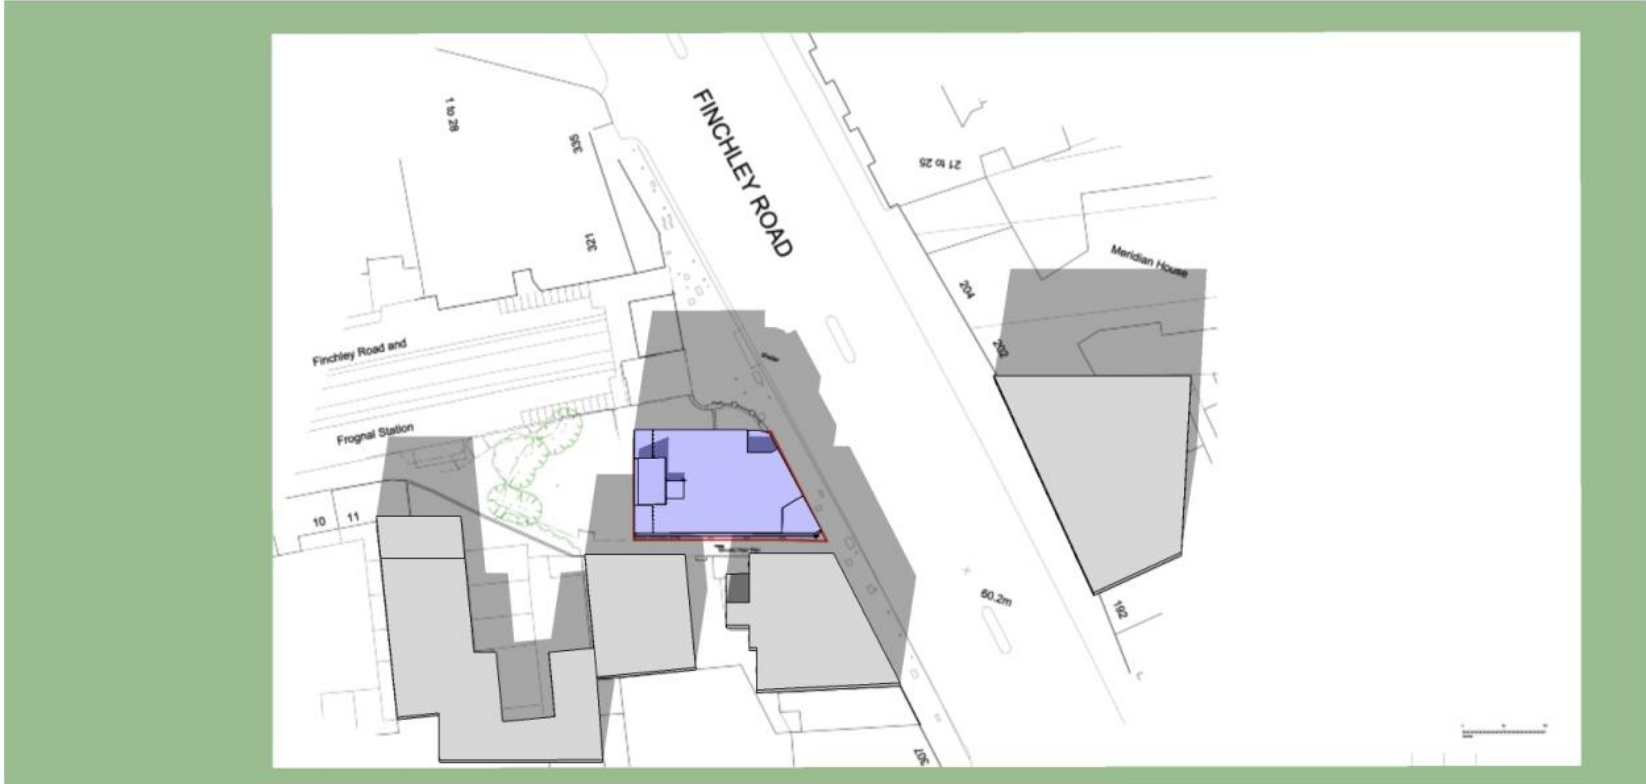 1 to 28
335
FINCHLEY ROAD
21 to 25
321
Meridian House
204
Finchley Road and
Shelter
202
Frognal Station
10
11
60.2m
192
307